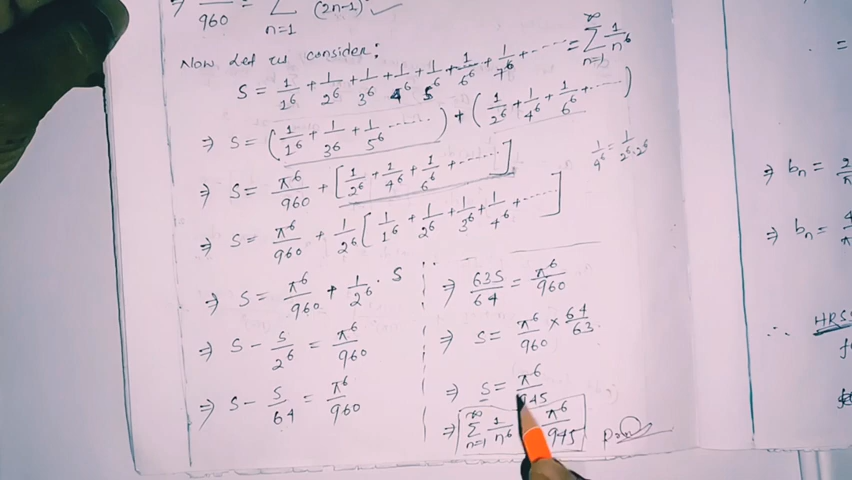 ⇒ π⁶/960 = ∞ Σ n=1 1/(2n-1)⁶ ✓
Now Let us consider:
S = 1/1⁶ + 1/2⁶ + 1/3⁶ + 1/4⁶ + 1/5⁶ + 1/6⁶ + 1/7⁶ + ...... = ∞ Σ n=1 1/n⁶
⇒ S = (1/1⁶ + 1/3⁶ + 1/5⁶ ......) + (1/2⁶ + 1/4⁶ + 1/6⁶ + .....)
1/4⁶ = 1/2⁶·2⁶
⇒ S = π⁶/960 + [1/2⁶ + 1/4⁶ + 1/6⁶ + ......]
⇒ S = π⁶/960 + 1/2⁶ [1/1⁶ + 1/2⁶ + 1/3⁶ + 1/4⁶ + ......]
⇒ S = π⁶/960 + 1/2⁶ · S
⇒ S - S/2⁶ = π⁶/960
⇒ S - S/64 = π⁶/960
⇒ 63S/64 = π⁶/960
⇒ S = π⁶/960 × 64/63
⇒ S = π⁶/945
⇒ ∞ Σ n=1 1/n⁶ = π⁶/945
⇒ bₙ =
⇒ bₙ =
∴ HRSS